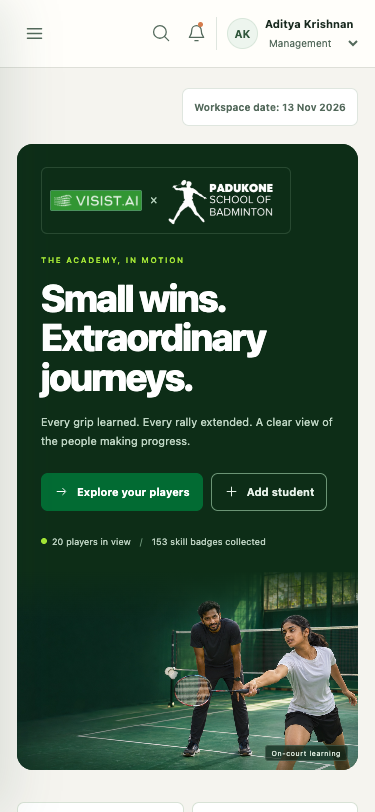 AK
Aditya Krishnan
Management
Workspace date: 13 Nov 2026
VISIST.AI × PADUKONE
SCHOOL OF
BADMINTON
THE ACADEMY, IN MOTION
Small wins.
Extraordinary
journeys.
Every grip learned. Every rally extended. A clear view of
the people making progress.
→ Explore your players
+ Add student
20 players in view / 153 skill badges collected
On-court learning